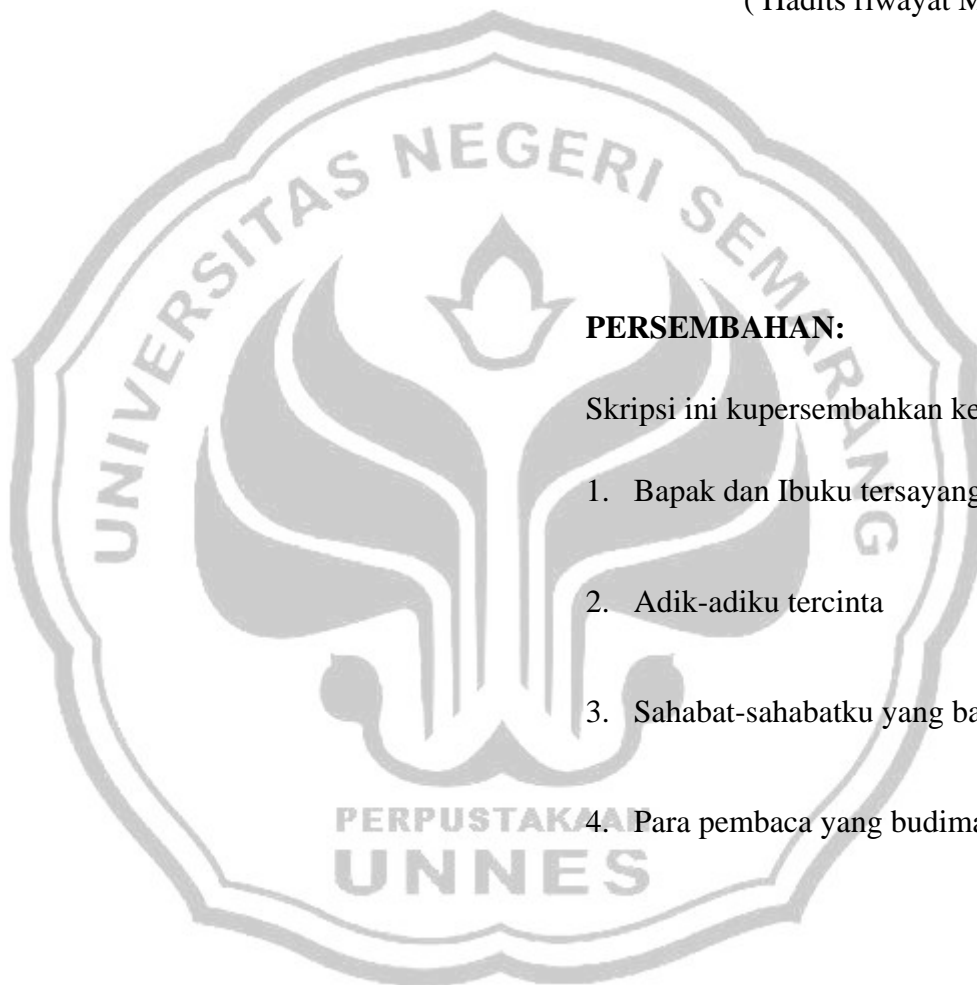 ( Hadits riwayat M
UNIVERSITAS NEGERI SEMARANG
PERSEMBAHAN:
Skripsi ini kupersembahkan ke
1. Bapak dan Ibuku tersayang
2. Adik-adiku tercinta
3. Sahabat-sahabatku yang ba
4. Para pembaca yang budima
PERPUSTAKAAN
UNNES